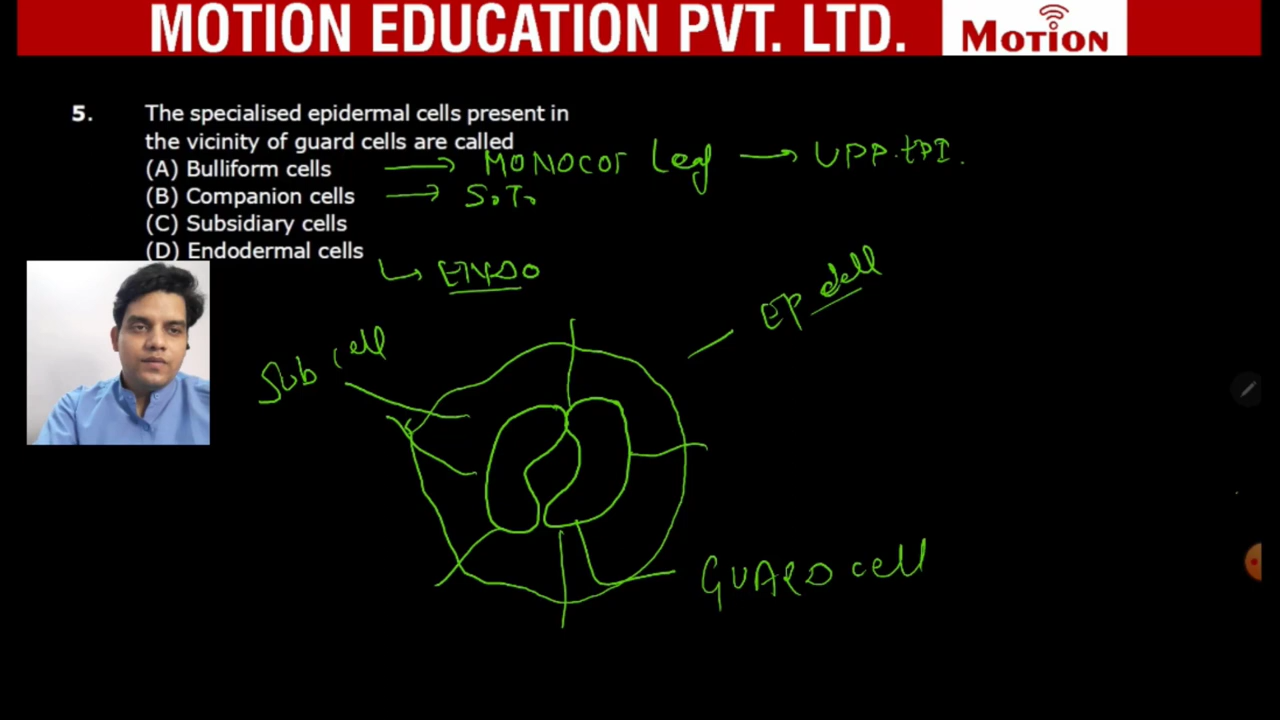 MOTION EDUCATION PVT. LTD.
MOTION
5. The specialised epidermal cells present in
the vicinity of guard cells are called
(A) Bulliform cells → MONOCOT Leaf → UPP. EPI.
(B) Companion cells → S.T.
(C) Subsidiary cells
(D) Endodermal cells
↳ ENDO
EP cell
Sub cell
GUARD cell